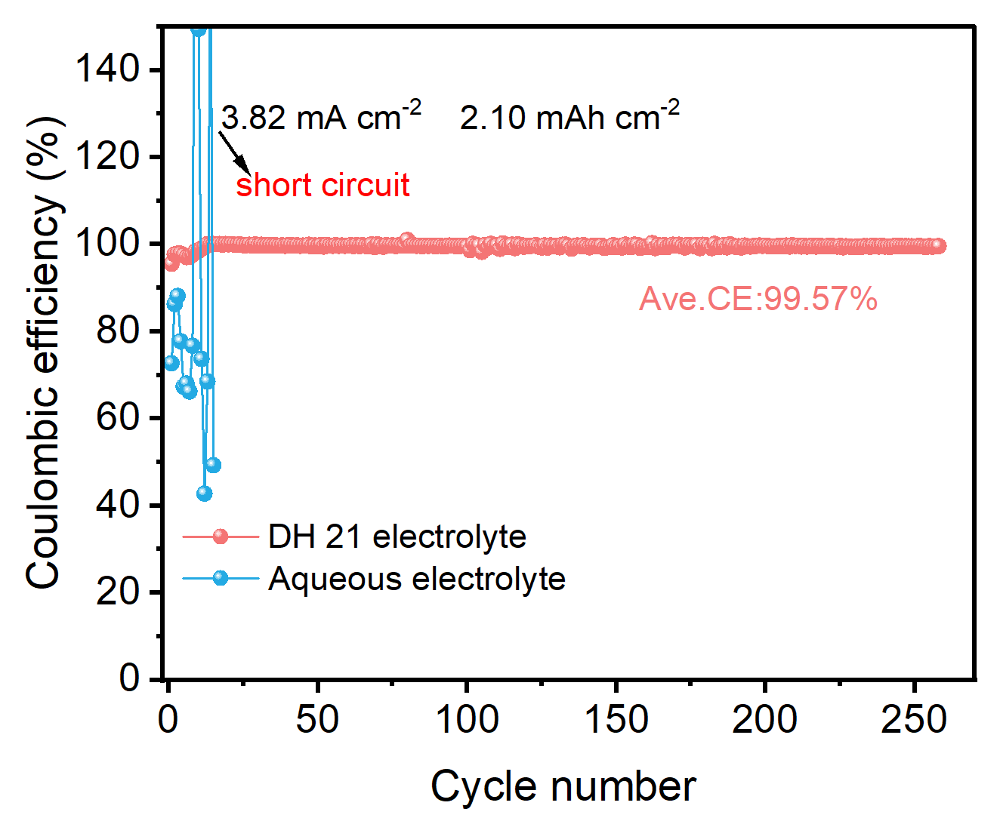 Coulombic efficiency (%)
140
120
100
80
60
40
20
0
3.82 mA cm-2 2.10 mAh cm-2
short circuit
Ave.CE:99.57%
DH 21 electrolyte
Aqueous electrolyte
0 50 100 150 200 250
Cycle number